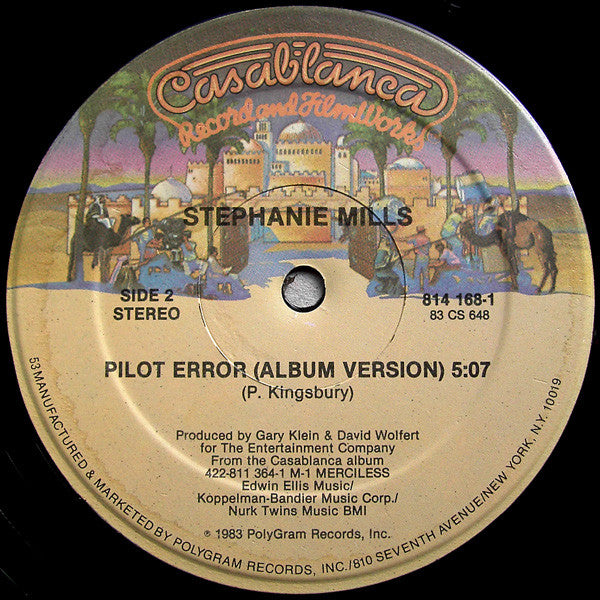 Casablanca
Record and FilmWorks
STEPHANIE MILLS
SIDE 2
STEREO
814 168-1
83 CS 648
PILOT ERROR (ALBUM VERSION) 5:07
(P. Kingsbury)
Produced by Gary Klein & David Wolfert
for The Entertainment Company
From the Casablanca album
422-811 364-1 M-1 MERCILESS
Edwin Ellis Music/
Koppelman-Bandier Music Corp./
Nurk Twins Music BMI
℗ 1983 PolyGram Records, Inc.
53 MANUFACTURED & MARKETED BY POLYGRAM RECORDS, INC./810 SEVENTH AVENUE/NEW YORK, N.Y. 10019